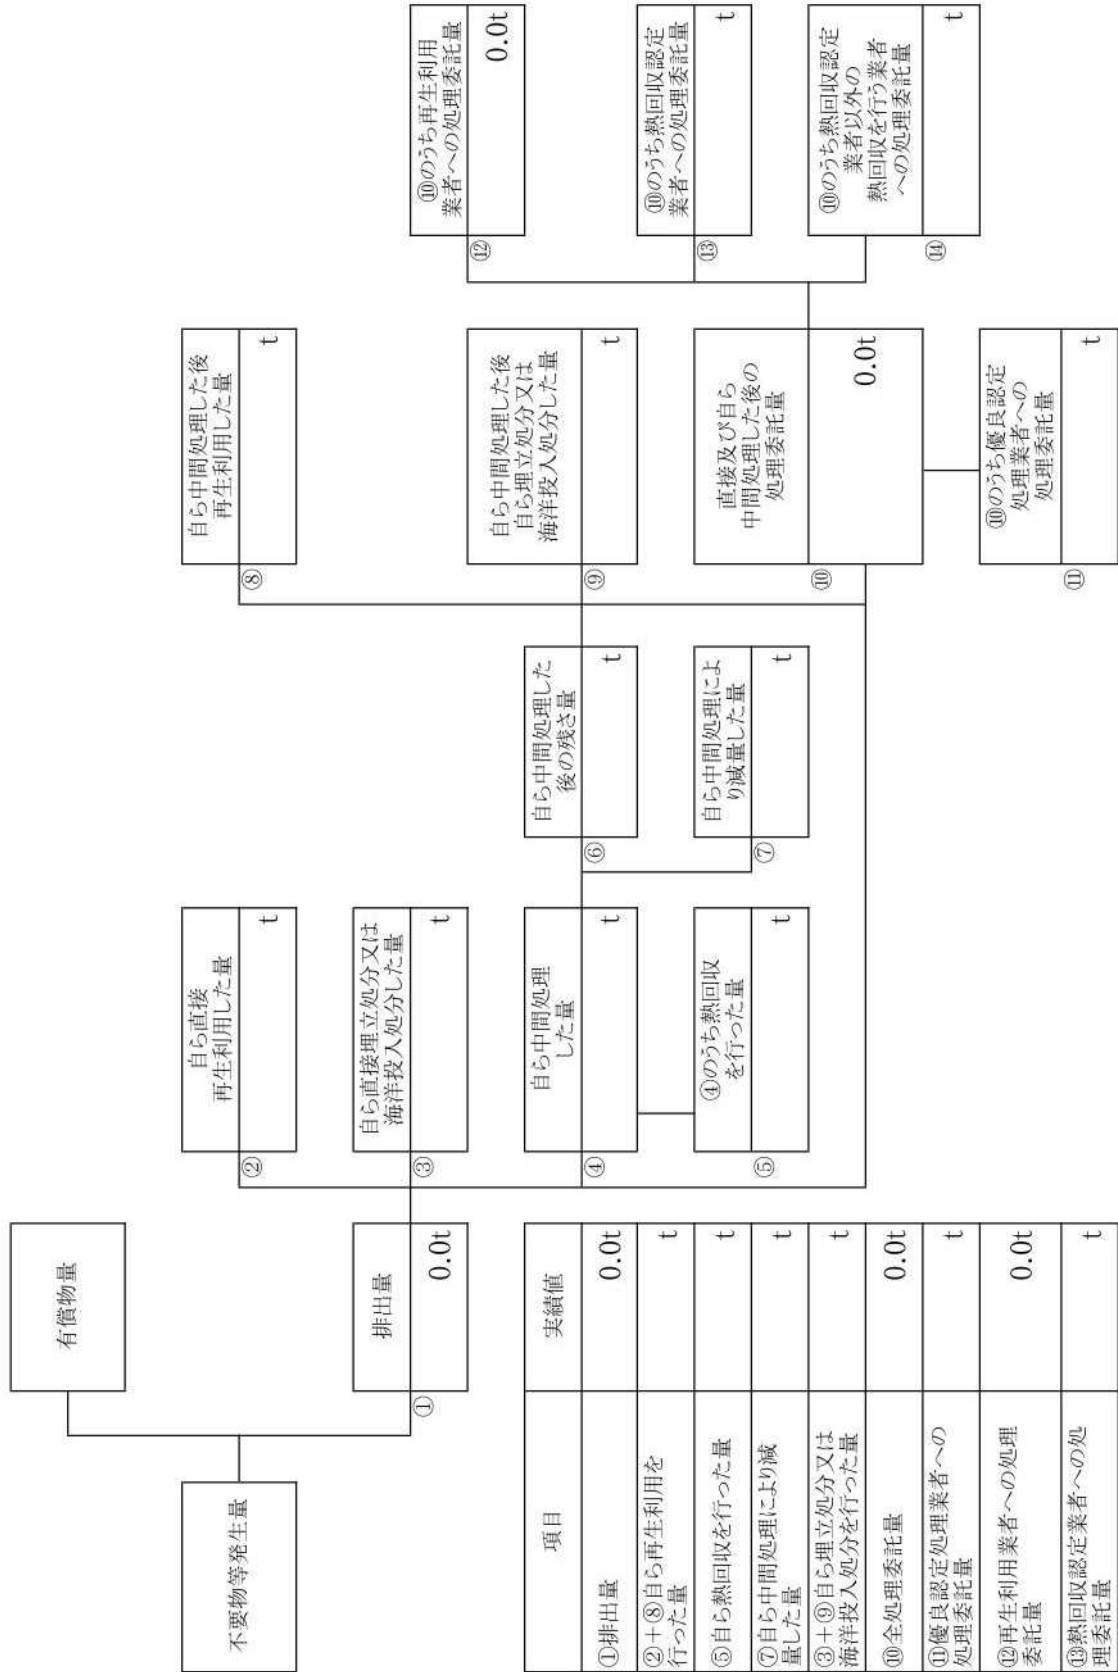 不要物等発生量
有償物量
排出量
①
0.0t
自ら直接
再生利用した量
②
t
自ら直接埋立処分又は
海洋投入処分した量
③
t
自ら中間処理
した量
④
t
④のうち熱回収
を行った量
⑤
t
自ら中間処理した
後の残さ量
⑥
t
自ら中間処理によ
り減量した量
⑦
t
自ら中間処理した後
再生利用した量
⑧
t
自ら中間処理した後
自ら埋立処分又は
海洋投入処分した量
⑨
t
直接及び自ら
中間処理した後の
処理委託量
⑩
0.0t
⑩のうち優良認定
処理業者への
処理委託量
⑪
t
⑩のうち再生利用
業者への処理委託量
⑫
0.0t
⑩のうち熱回収認定
業者への処理委託量
⑬
t
⑩のうち熱回収認定
業者以外の
熱回収を行う業者
への処理委託量
⑭
t
項目
実績値
①排出量
0.0t
②+⑧自ら再生利用を
行った量
t
⑤自ら熱回収を行った量
t
⑦自ら中間処理により減
量した量
t
③+⑨自ら埋立処分又は
海洋投入処分を行った量
t
⑩全処理委託量
0.0t
⑪優良認定処理業者への
処理委託量
t
⑫再生利用業者への処理
委託量
0.0t
⑬熱回収認定業者への処
理委託量
t